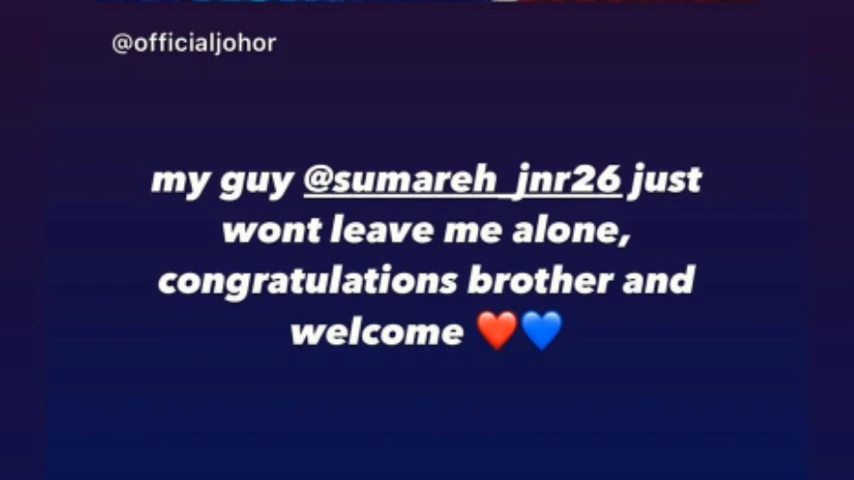 @officialjohor
my guy @sumareh_jnr26 just
wont leave me alone,
congratulations brother and
welcome ❤️💙